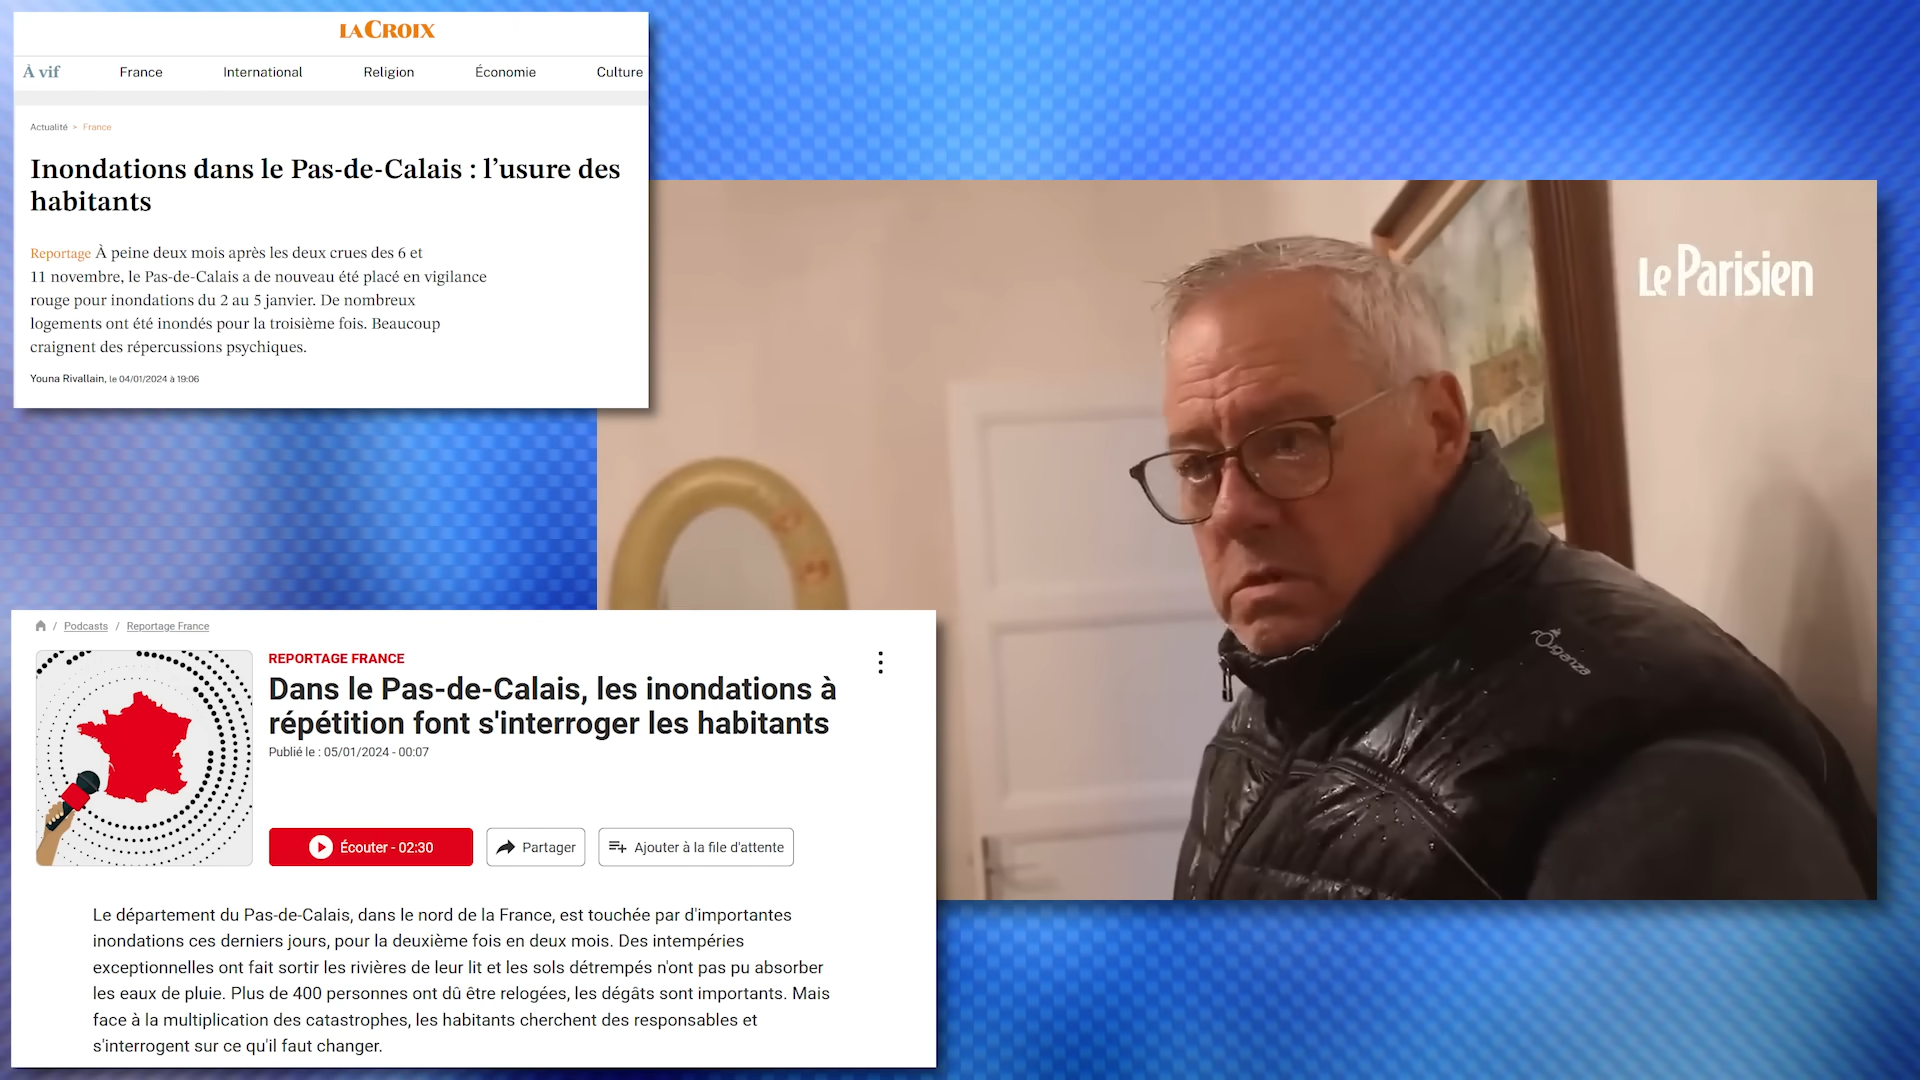 LA CROIX
À vif France International Religion Économie Culture
Actualité > France
Inondations dans le Pas-de-Calais : l’usure des
habitants
Reportage À peine deux mois après les deux crues des 6 et
11 novembre, le Pas-de-Calais a de nouveau été placé en vigilance
rouge pour inondations du 2 au 5 janvier. De nombreux
logements ont été inondés pour la troisième fois. Beaucoup
craignent des répercussions psychiques.
Youna Rivallain, le 04/01/2024 à 19:06
Le Parisien
/ Podcasts / Reportage France
REPORTAGE FRANCE
Dans le Pas-de-Calais, les inondations à
répétition font s'interroger les habitants
Publié le : 05/01/2024 - 00:07
Écouter - 02:30
Partager
Ajouter à la file d'attente
Le département du Pas-de-Calais, dans le nord de la France, est touchée par d'importantes
inondations ces derniers jours, pour la deuxième fois en deux mois. Des intempéries
exceptionnelles ont fait sortir les rivières de leur lit et les sols détrempés n'ont pas pu absorber
les eaux de pluie. Plus de 400 personnes ont dû être relogées, les dégâts sont importants. Mais
face à la multiplication des catastrophes, les habitants cherchent des responsables et
s'interrogent sur ce qu'il faut changer.